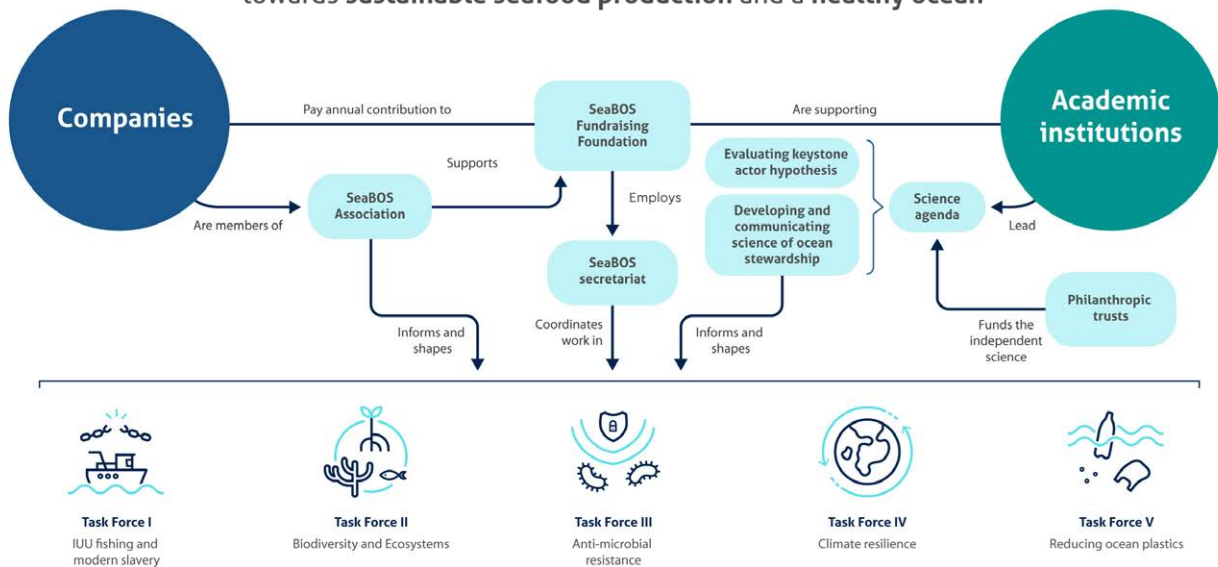 towards sustainable seafood production and a healthy ocean
Companies
Pay annual contribution to
SeaBOS
Fundraising
Foundation
Are supporting
Academic
institutions
Supports
Evaluating keystone
actor hypothesis
SeaBOS
Association
Are members of
Employs
Developing and
communicating
science of ocean
stewardship
Science
agenda
Lead
SeaBOS
secretariat
Philanthropic
trusts
Informs and
shapes
Coordinates
work in
Informs and
shapes
Funds the
independent
science
Task Force I
IUU fishing and
modern slavery
Task Force II
Biodiversity and Ecosystems
Task Force III
Anti-microbial
resistance
Task Force IV
Climate resilience
Task Force V
Reducing ocean plastics